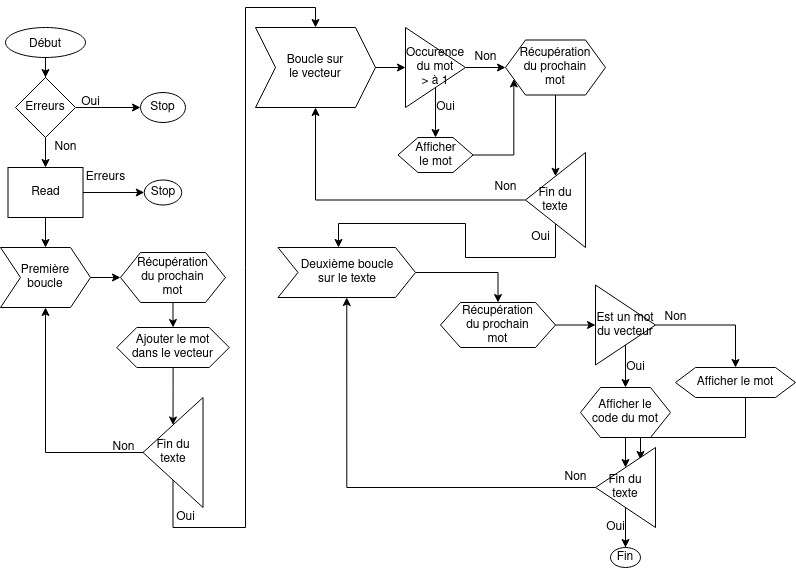 Début
Erreurs
Oui
Stop
Non
Read
Erreurs
Stop
Première
boucle
Récupération
du prochain
mot
Ajouter le mot
dans le vecteur
Fin du
texte
Non
Oui
Boucle sur
le vecteur
Occurence
du mot
> à 1
Non
Oui
Récupération
du prochain
mot
Afficher
le mot
Fin du
texte
Non
Oui
Deuxième boucle
sur le texte
Récupération
du prochain
mot
Est un mot
du vecteur
Non
Oui
Afficher le mot
Afficher le
code du mot
Fin du
texte
Non
Oui
Fin